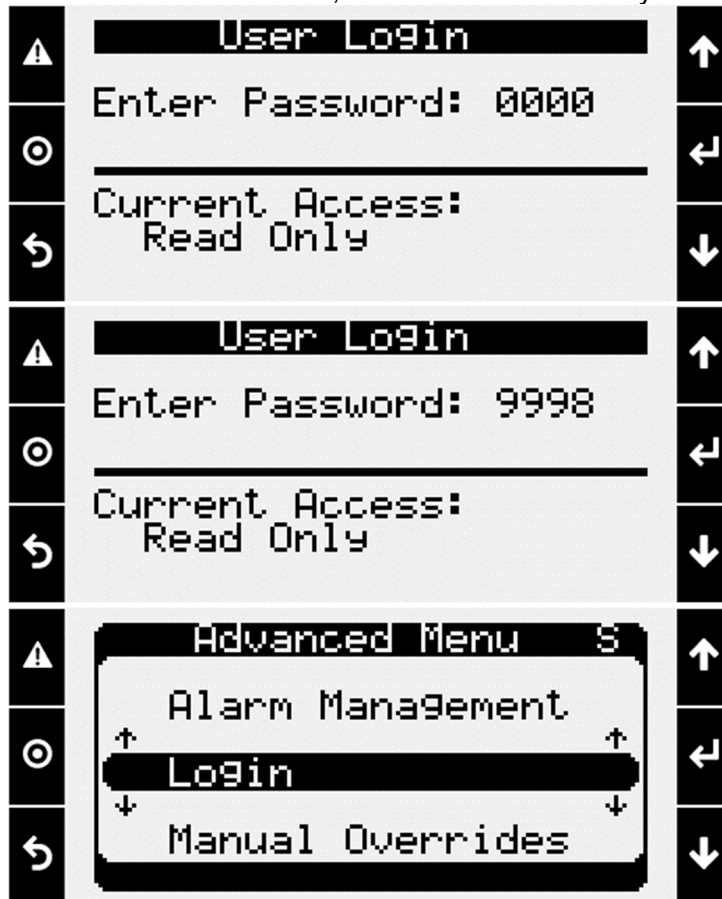 User Login
Enter Password: 0000
Current Access:
Read Only
User Login
Enter Password: 9998
Current Access:
Read Only
Advanced Menu S
Alarm Management
Login
Manual Overrides